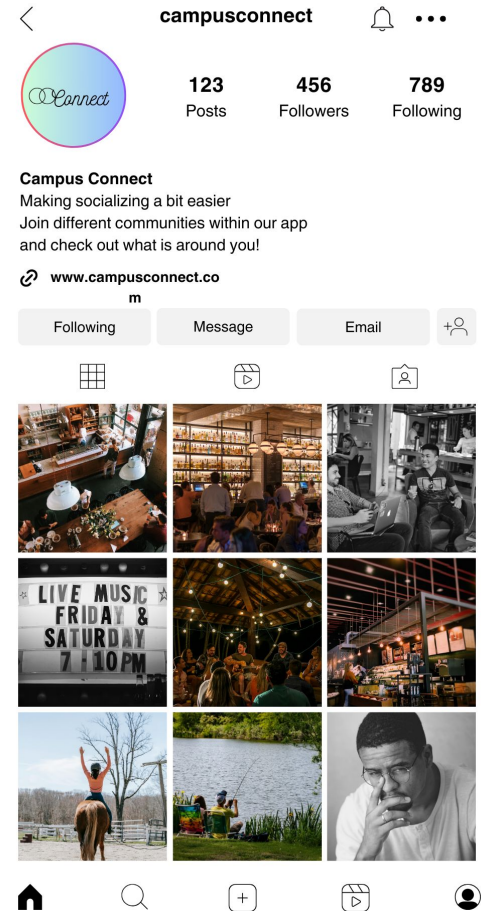 campusconnect
Connect
123
Posts
456
Followers
789
Following
Campus Connect
Making socializing a bit easier
Join different communities within our app
and check out what is around you!
www.campusconnect.co
m
Following
Message
Email
LIVE MUSIC
FRIDAY &
SATURDAY
7 10PM